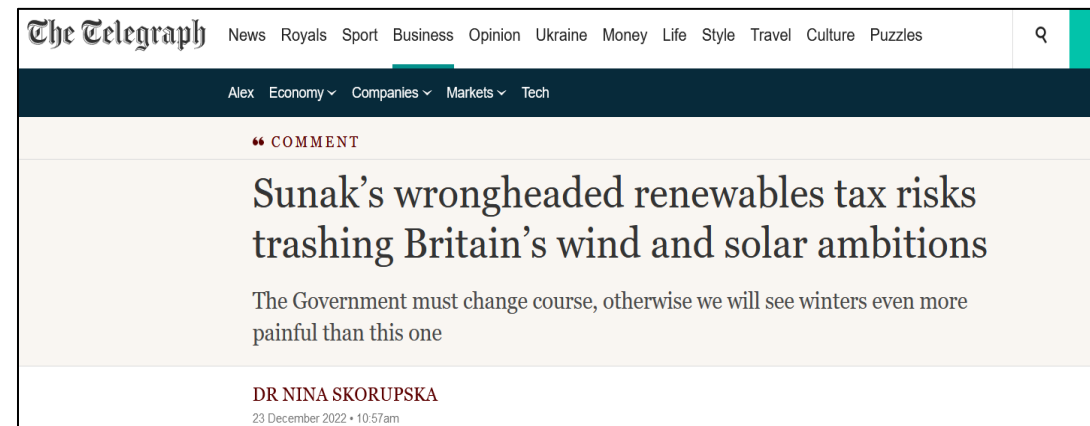 The Telegraph News Royals Sport Business Opinion Ukraine Money Life Style Travel Culture Puzzles
Alex Economy Companies Markets Tech
❝ COMMENT
Sunak’s wrongheaded renewables tax risks
trashing Britain’s wind and solar ambitions
The Government must change course, otherwise we will see winters even more
painful than this one
DR NINA SKORUPSKA
23 December 2022 • 10:57am